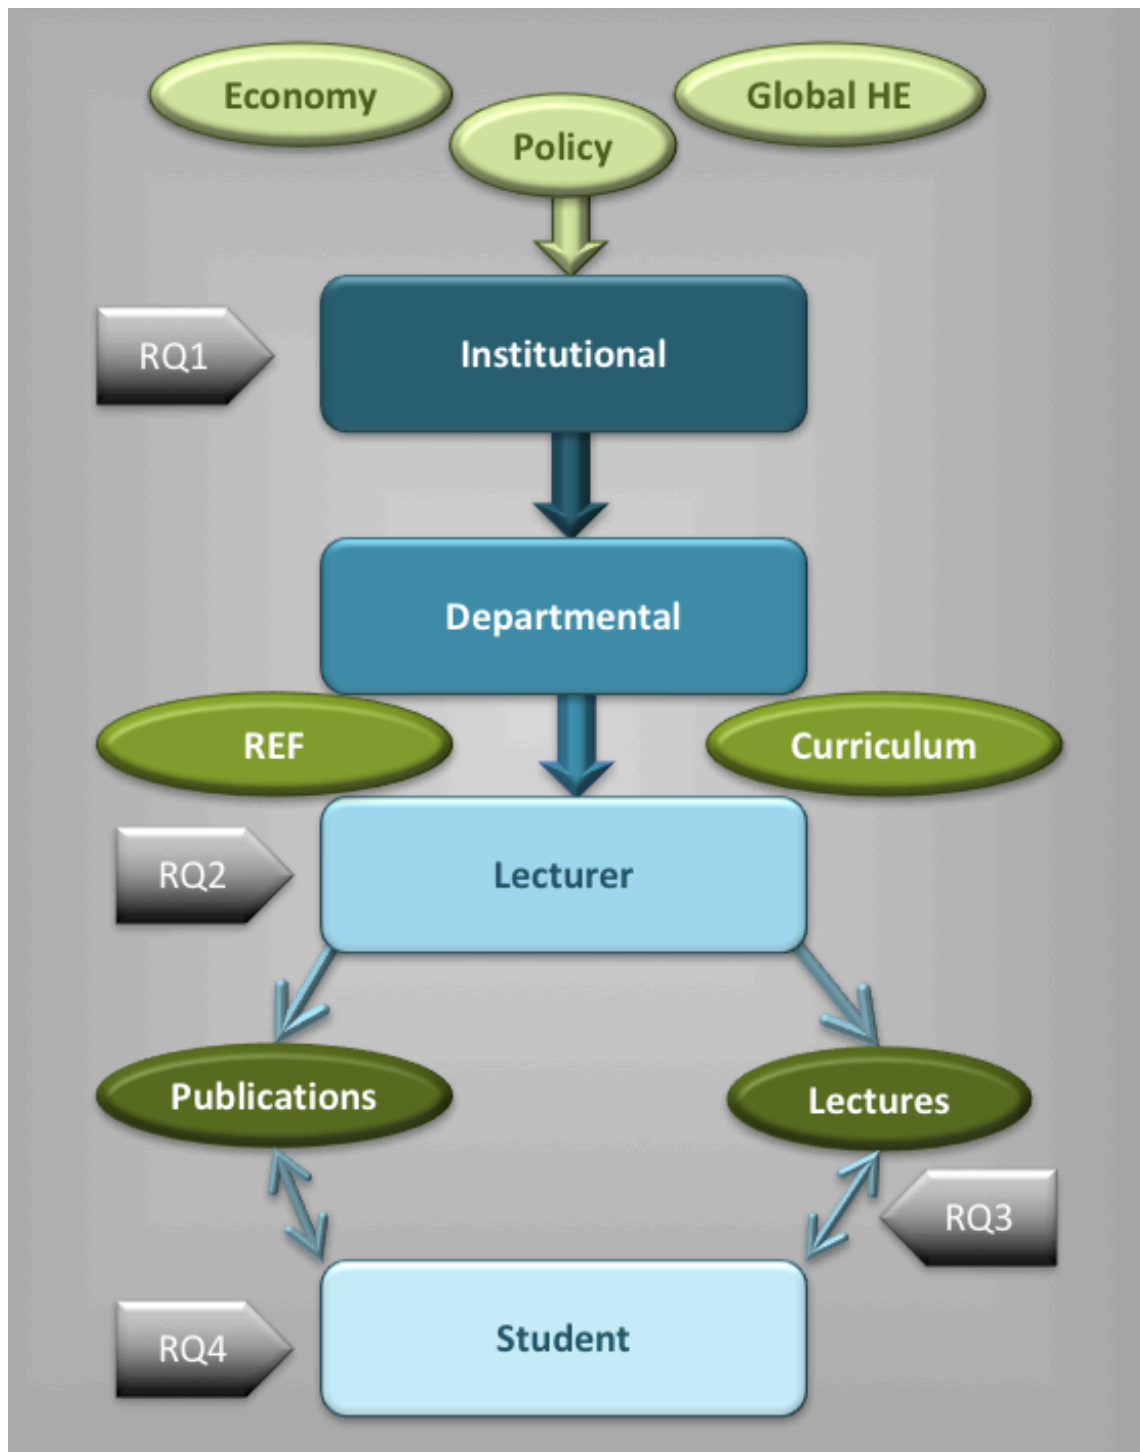 Economy
Global HE
Policy
RQ1
Institutional
Departmental
REF
Curriculum
RQ2
Lecturer
Publications
Lectures
RQ3
RQ4
Student